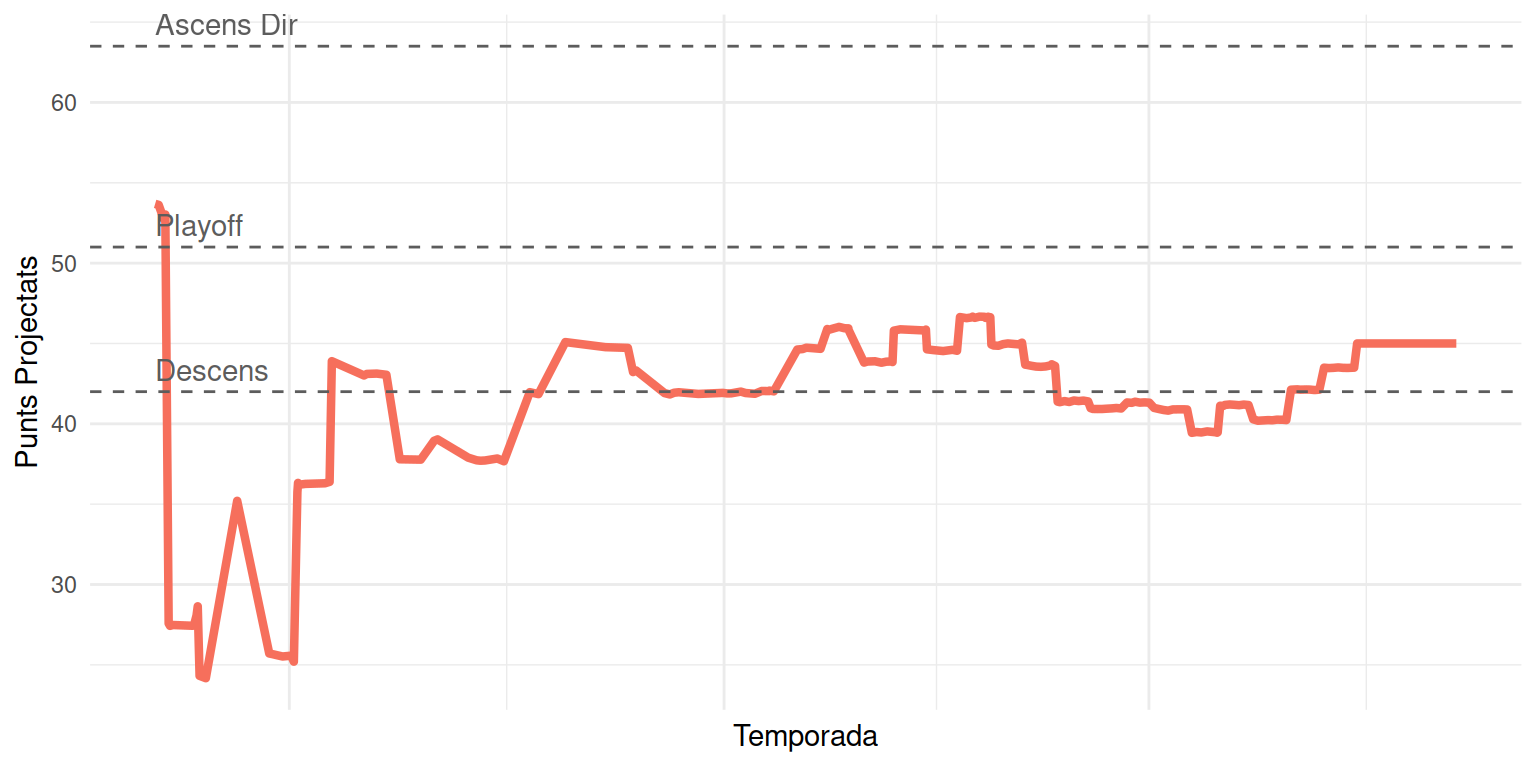 Ascens Dir
60
Playoff
50
Descens
40
30
Punts Projectats
Temporada